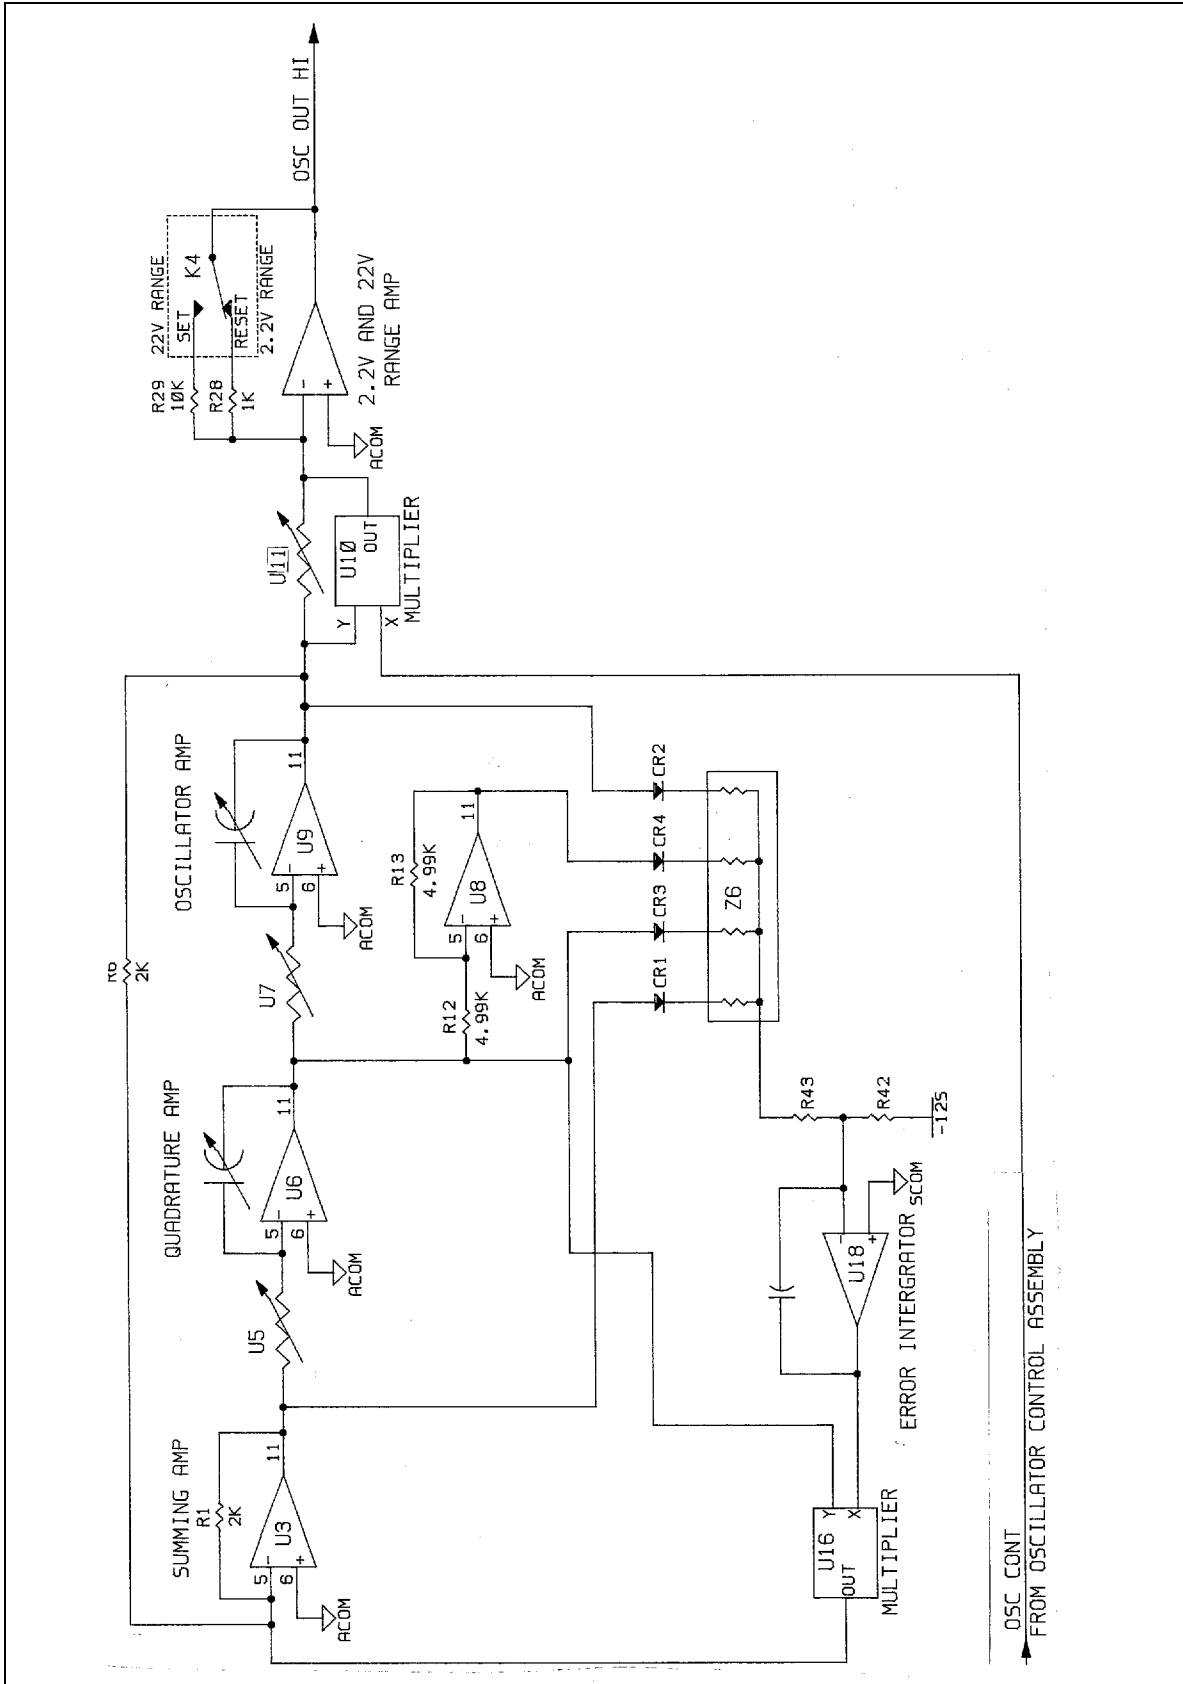 SUMMING AMP
R1
2K
5
6
-
+
U3
11
ACOM
U5
QUADRATURE AMP
5
6
-
+
U6
11
ACOM
U7
OSCILLATOR AMP
5
6
-
+
U9
11
ACOM
2K
R12
4.99K
R13
4.99K
5
6
-
+
U8
11
ACOM
U11
Y
X
U10
OUT
MULTIPLIER
R29
10K
R28
1K
22V RANGE
SET
K4
RESET
2.2V RANGE
-
+
ACOM
2.2V AND 22V
RANGE AMP
OSC OUT HI
CR1
CR3
CR4
CR2
Z6
R43
R42
-12S
-
+
U18
SCOM
ERROR INTERGRATOR
U16
Y
X
OUT
MULTIPLIER
OSC CONT
FROM OSCILLATOR CONTROL ASSEMBLY